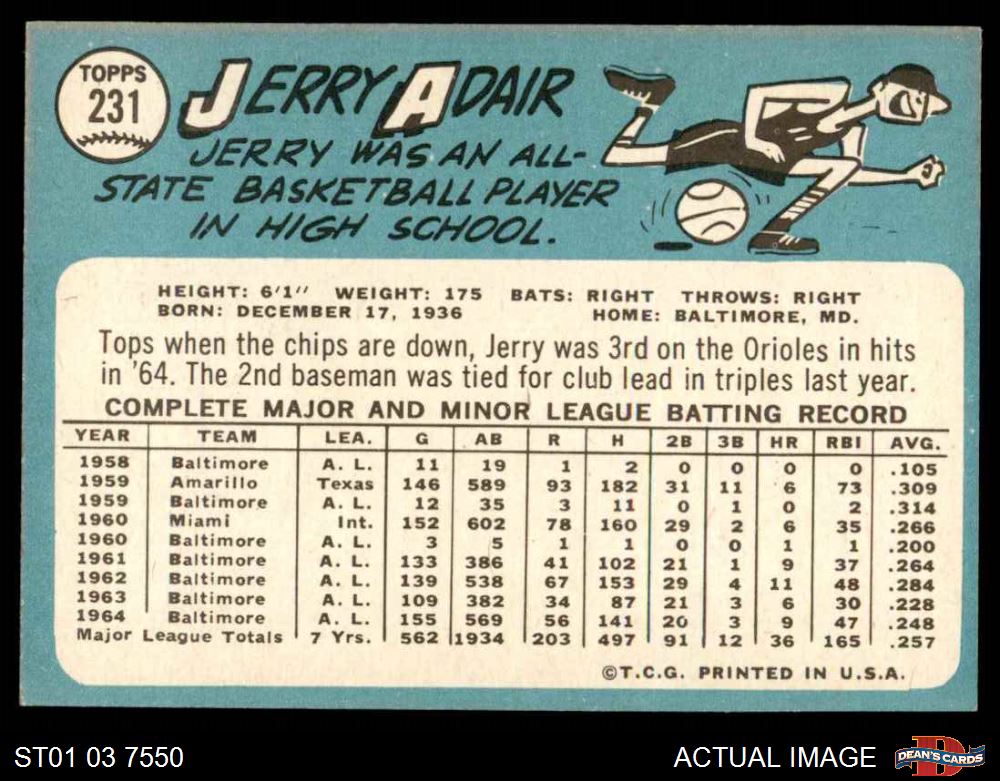 TOPPS
231
JERRY ADAIR
JERRY WAS AN ALL-
STATE BASKETBALL PLAYER
IN HIGH SCHOOL.
HEIGHT: 6'1" WEIGHT: 175 BATS: RIGHT THROWS: RIGHT
BORN: DECEMBER 17, 1936 HOME: BALTIMORE, MD.
Tops when the chips are down, Jerry was 3rd on the Orioles in hits
in '64. The 2nd baseman was tied for club lead in triples last year.
COMPLETE MAJOR AND MINOR LEAGUE BATTING RECORD
YEAR TEAM LEA. G AB R H 2B 3B HR RBI AVG.
1958 Baltimore A. L. 11 19 1 2 0 0 0 0 .105
1959 Amarillo Texas 146 589 93 182 31 11 6 73 .309
1959 Baltimore A. L. 12 35 3 11 0 1 0 2 .314
1960 Miami Int. 152 602 78 160 29 2 6 35 .266
1960 Baltimore A. L. 3 5 1 1 0 0 1 1 .200
1961 Baltimore A. L. 133 386 41 102 21 1 9 37 .264
1962 Baltimore A. L. 139 538 67 153 29 4 11 48 .284
1963 Baltimore A. L. 109 382 34 87 21 3 6 30 .228
1964 Baltimore A. L. 155 569 56 141 20 3 9 47 .248
Major League Totals 7 Yrs. 562 1934 203 497 91 12 36 165 .257
©T.C.G. PRINTED IN U.S.A.
ST01 03 7550 ACTUAL IMAGE D DEAN'S CARDS